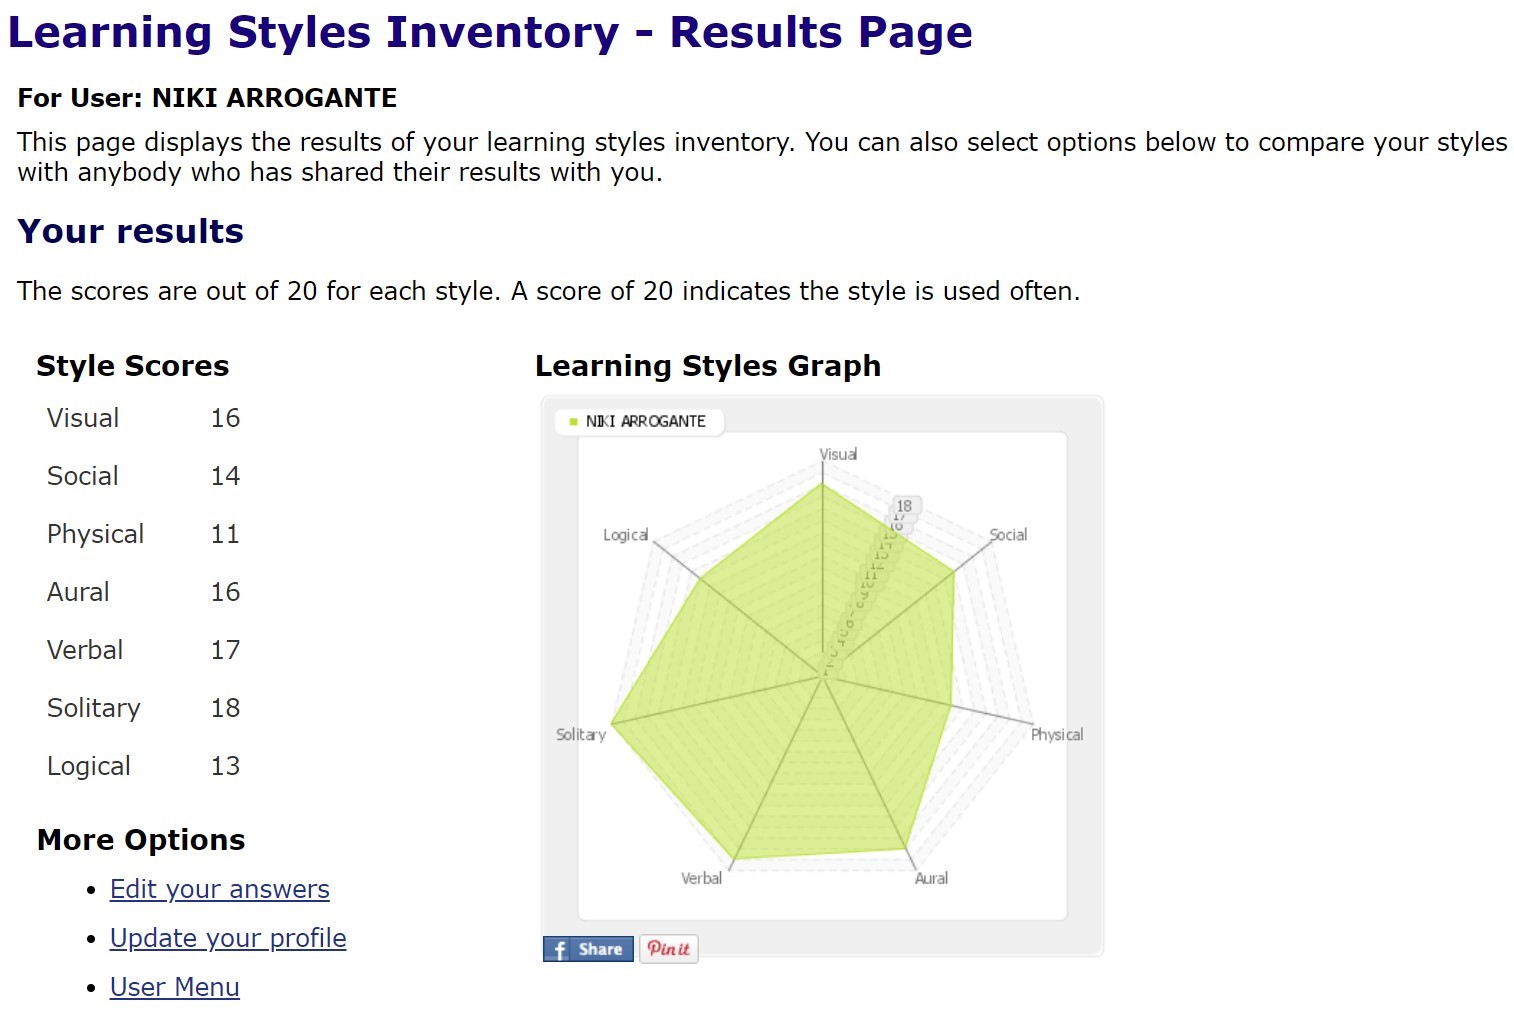 Learning Styles Inventory - Results Page
For User: NIKI ARROGANTE
This page displays the results of your learning styles inventory. You can also select options below to compare your styles
with anybody who has shared their results with you.
Your results
The scores are out of 20 for each style. A score of 20 indicates the style is used often.
Style Scores
Visual 16
Social 14
Physical 11
Aural 16
Verbal 17
Solitary 18
Logical 13
More Options
• Edit your answers
• Update your profile
• User Menu
Learning Styles Graph
NIKI ARROGANTE
Visual
18
Logical
Social
Solitary
Physical
Verbal
Aural
f Share
Pin it